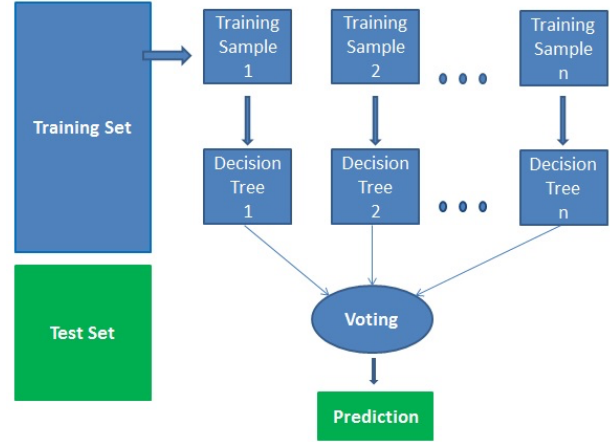 Training
Sample
1
Training
Sample
2
Training
Sample
n
Training Set
Decision
Tree
1
Decision
Tree
2
Decision
Tree
n
Test Set
Voting
Prediction